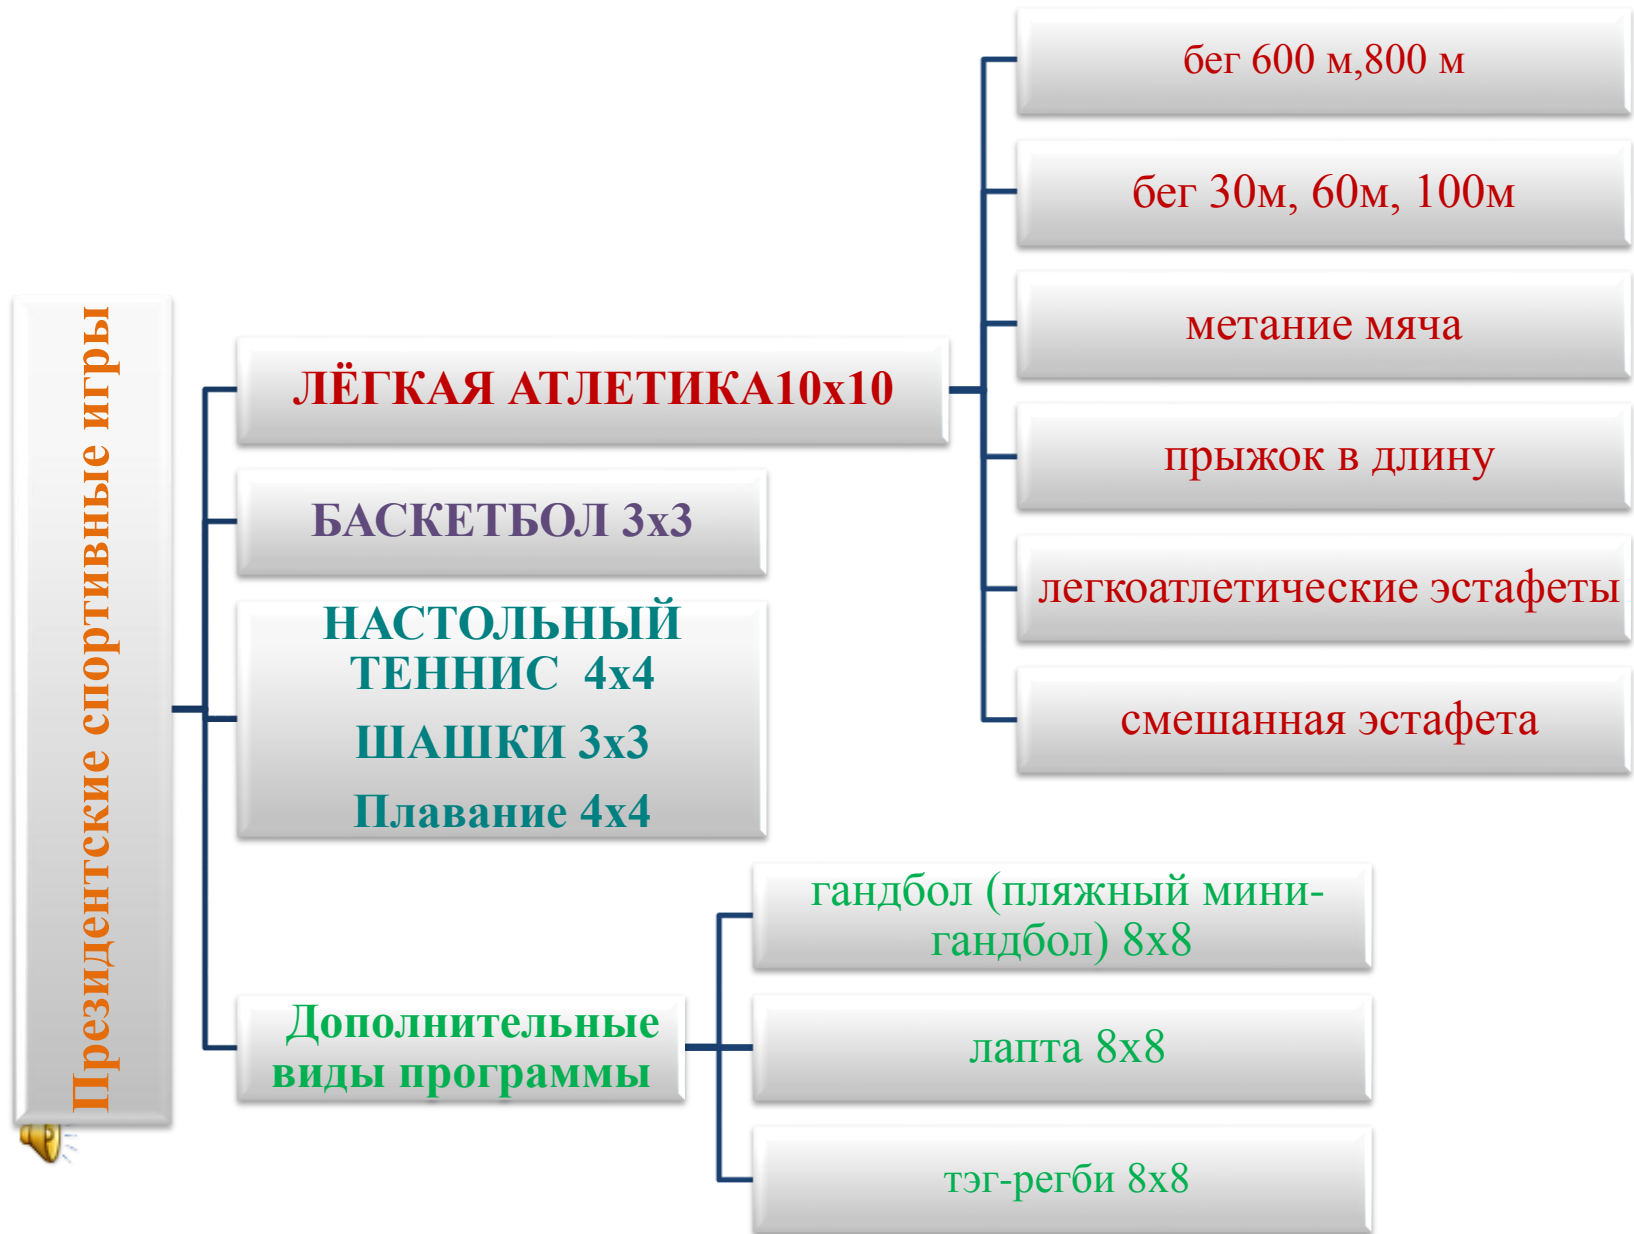 Президентские спортивные игры
ЛЁГКАЯ АТЛЕТИКА10х10
бег 600 м,800 м
бег 30м, 60м, 100м
метание мяча
прыжок в длину
легкоатлетические эстафеты
смешанная эстафета
БАСКЕТБОЛ 3х3
НАСТОЛЬНЫЙ
ТЕННИС  4х4
ШАШКИ 3х3
Плавание 4х4
Дополнительные
виды программы
гандбол (пляжный мини-
гандбол) 8х8
лапта 8х8
тэг-регби 8х8